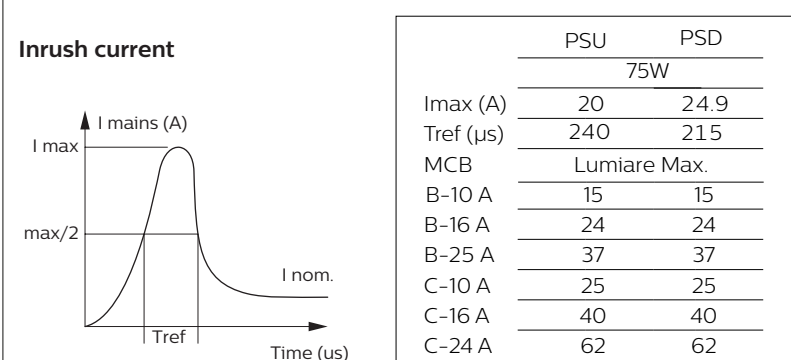 Inrush current
I mains (A)
I max
max/2
I nom.
Tref
Time (us)
PSU PSD
75W
Imax (A) 20 24.9
Tref (µs) 240 215
MCB Lumiare Max.
B-10 A 15 15
B-16 A 24 24
B-25 A 37 37
C-10 A 25 25
C-16 A 40 40
C-24 A 62 62